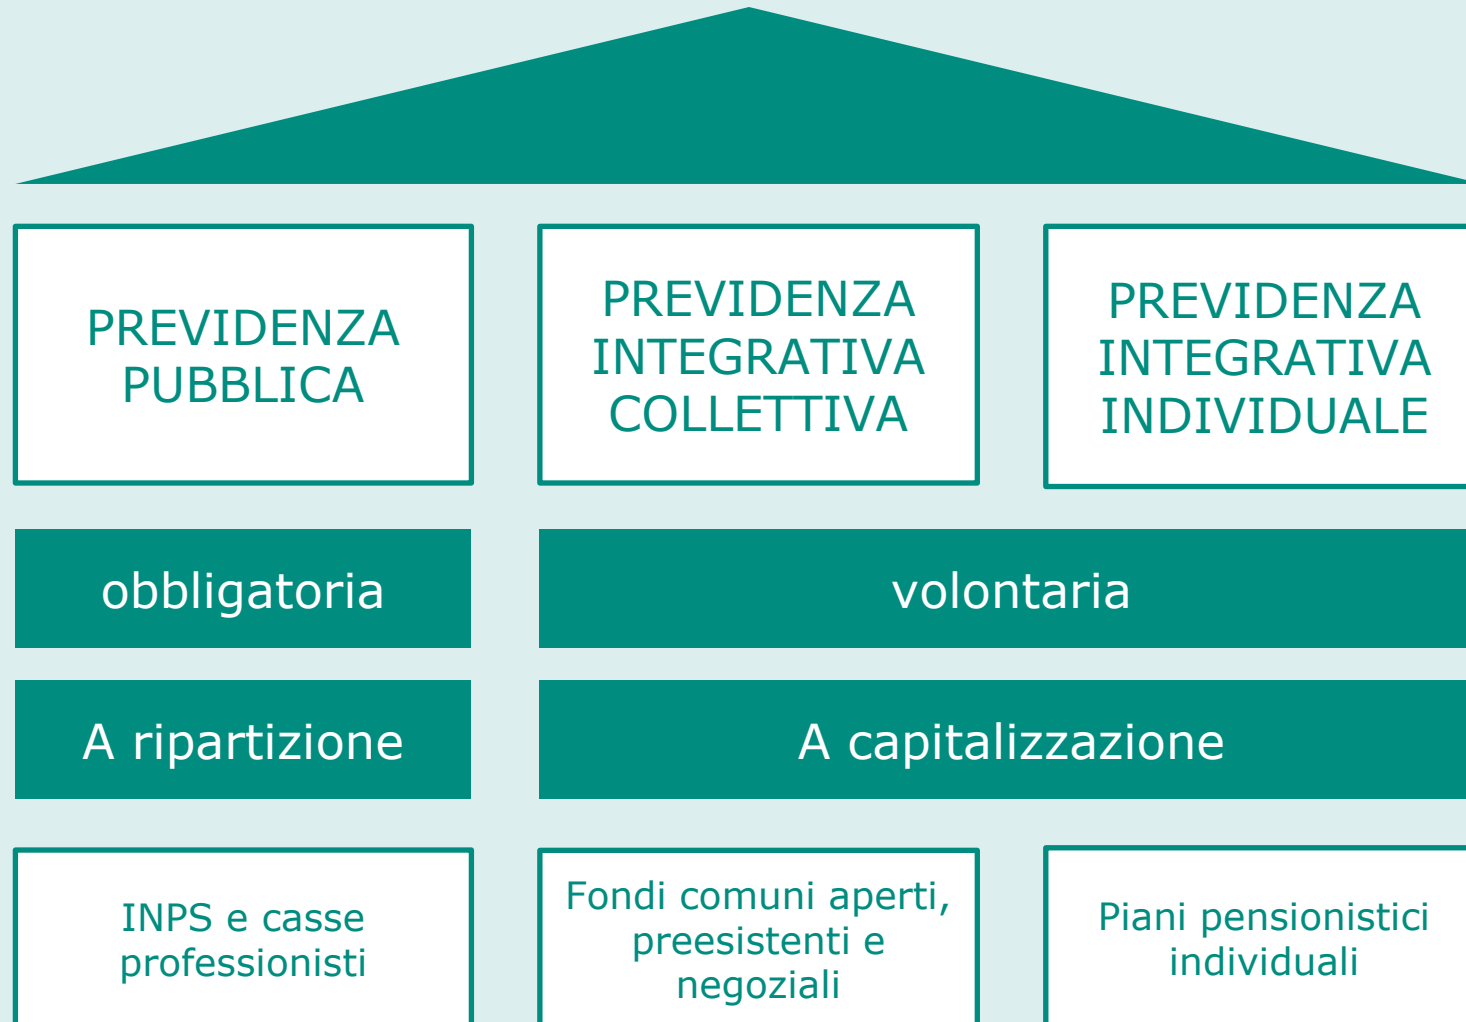 PREVIDENZA
PUBBLICA
PREVIDENZA
INTEGRATIVA
COLLETTIVA
PREVIDENZA
INTEGRATIVA
INDIVIDUALE
obbligatoria
volontaria
A ripartizione
A capitalizzazione
INPS e casse
professionisti
Fondi comuni aperti,
preesistenti e
negoziali
Piani pensionistici
individuali